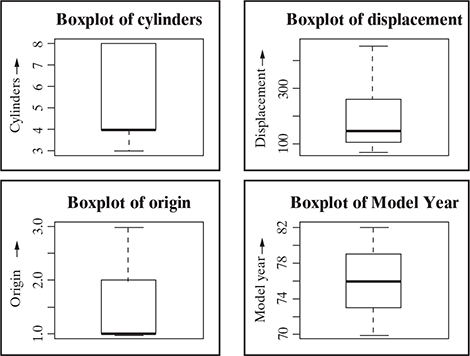 Boxplot of cylinders
Cylinders
8
7
6
5
4
3
Boxplot of displacement
Displacement
300
100
Boxplot of origin
Origin
3.0
2.0
1.0
Boxplot of Model Year
Model year
82
78
74
70